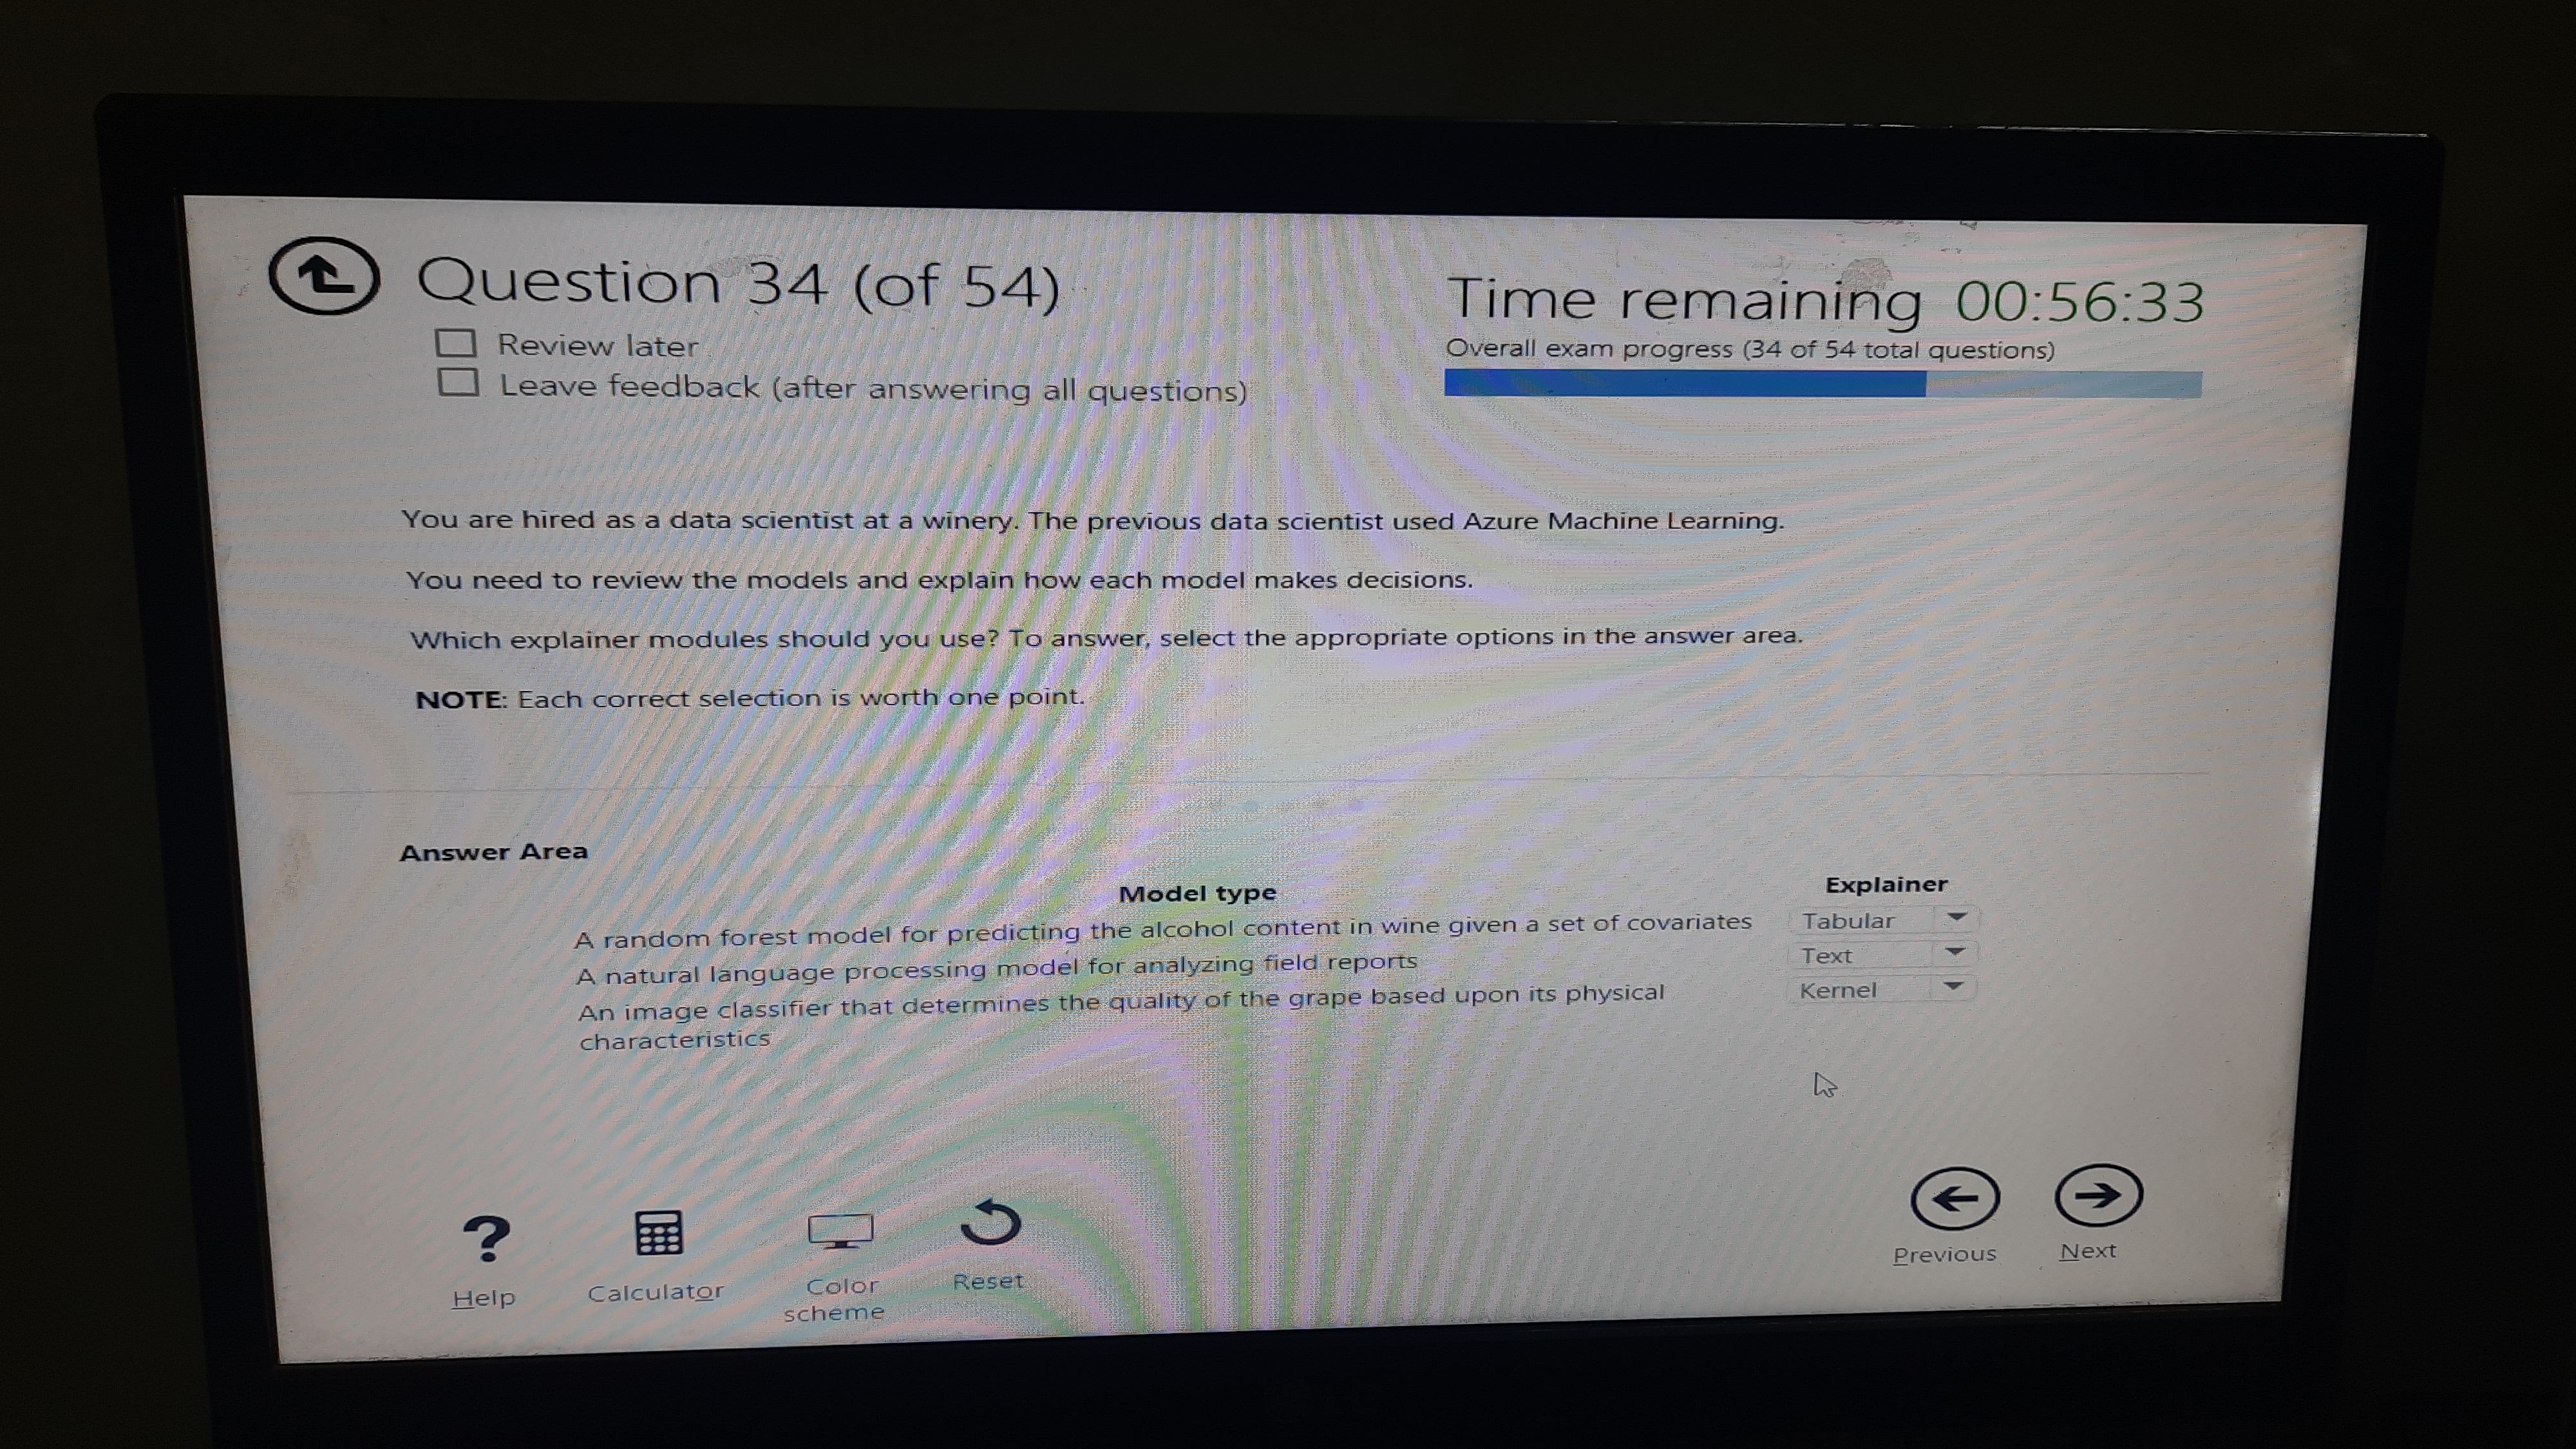 Question 34 (of 54)
Time remaining 00:56:33
Review later
Overall exam progress (34 of 54 total questions)
Leave feedback (after answering all questions)
You are hired as a data scientist at a winery. The previous data scientist used Azure Machine Learning.
You need to review the models and explain how each model makes decisions.
Which explainer modules should you use? To answer, select the appropriate options in the answer area.
NOTE: Each correct selection is worth one point.
Answer Area
Model type
Explainer
A random forest model for predicting the alcohol content in wine given a set of covariates
Tabular
A natural language processing model for analyzing field reports
Text
An image classifier that determines the quality of the grape based upon its physical
characteristics
Kernel
Help
Calculator
Color
scheme
Reset
Previous
Next